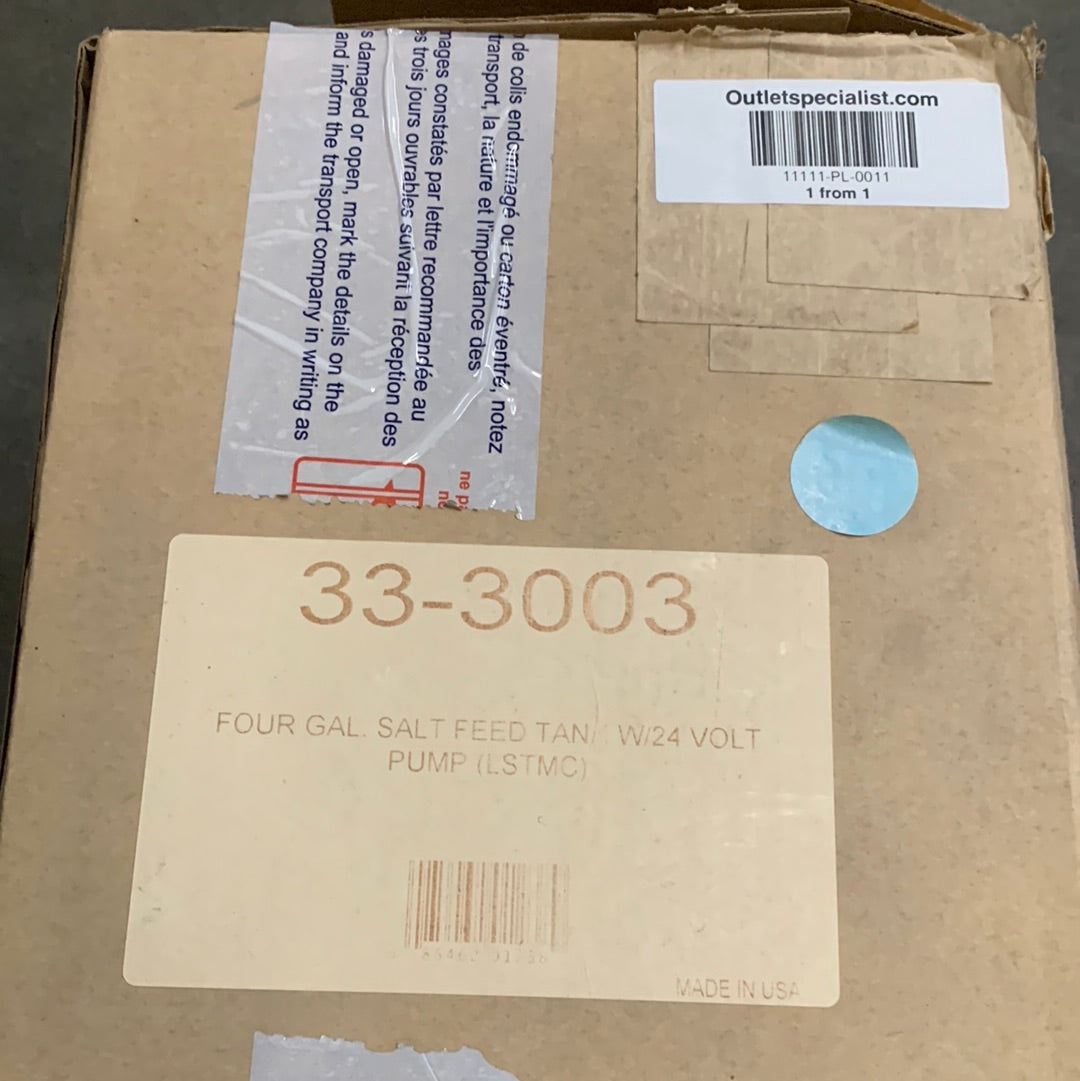 de colis endommagé ou carton éventré, notez
transport, la nature et l'importance des
mages constatés par lettre recommandée au
es trois jours ouvrables suivant la réception des
s damaged or open, mark the details on the
and inform the transport company in writing as
ne
Outletspecialist.com
11111-PL-0011
1 from 1
33-3003
FOUR GAL. SALT FEED TAN W/24 VOLT
PUMP (LSTMC)
MADE IN USA